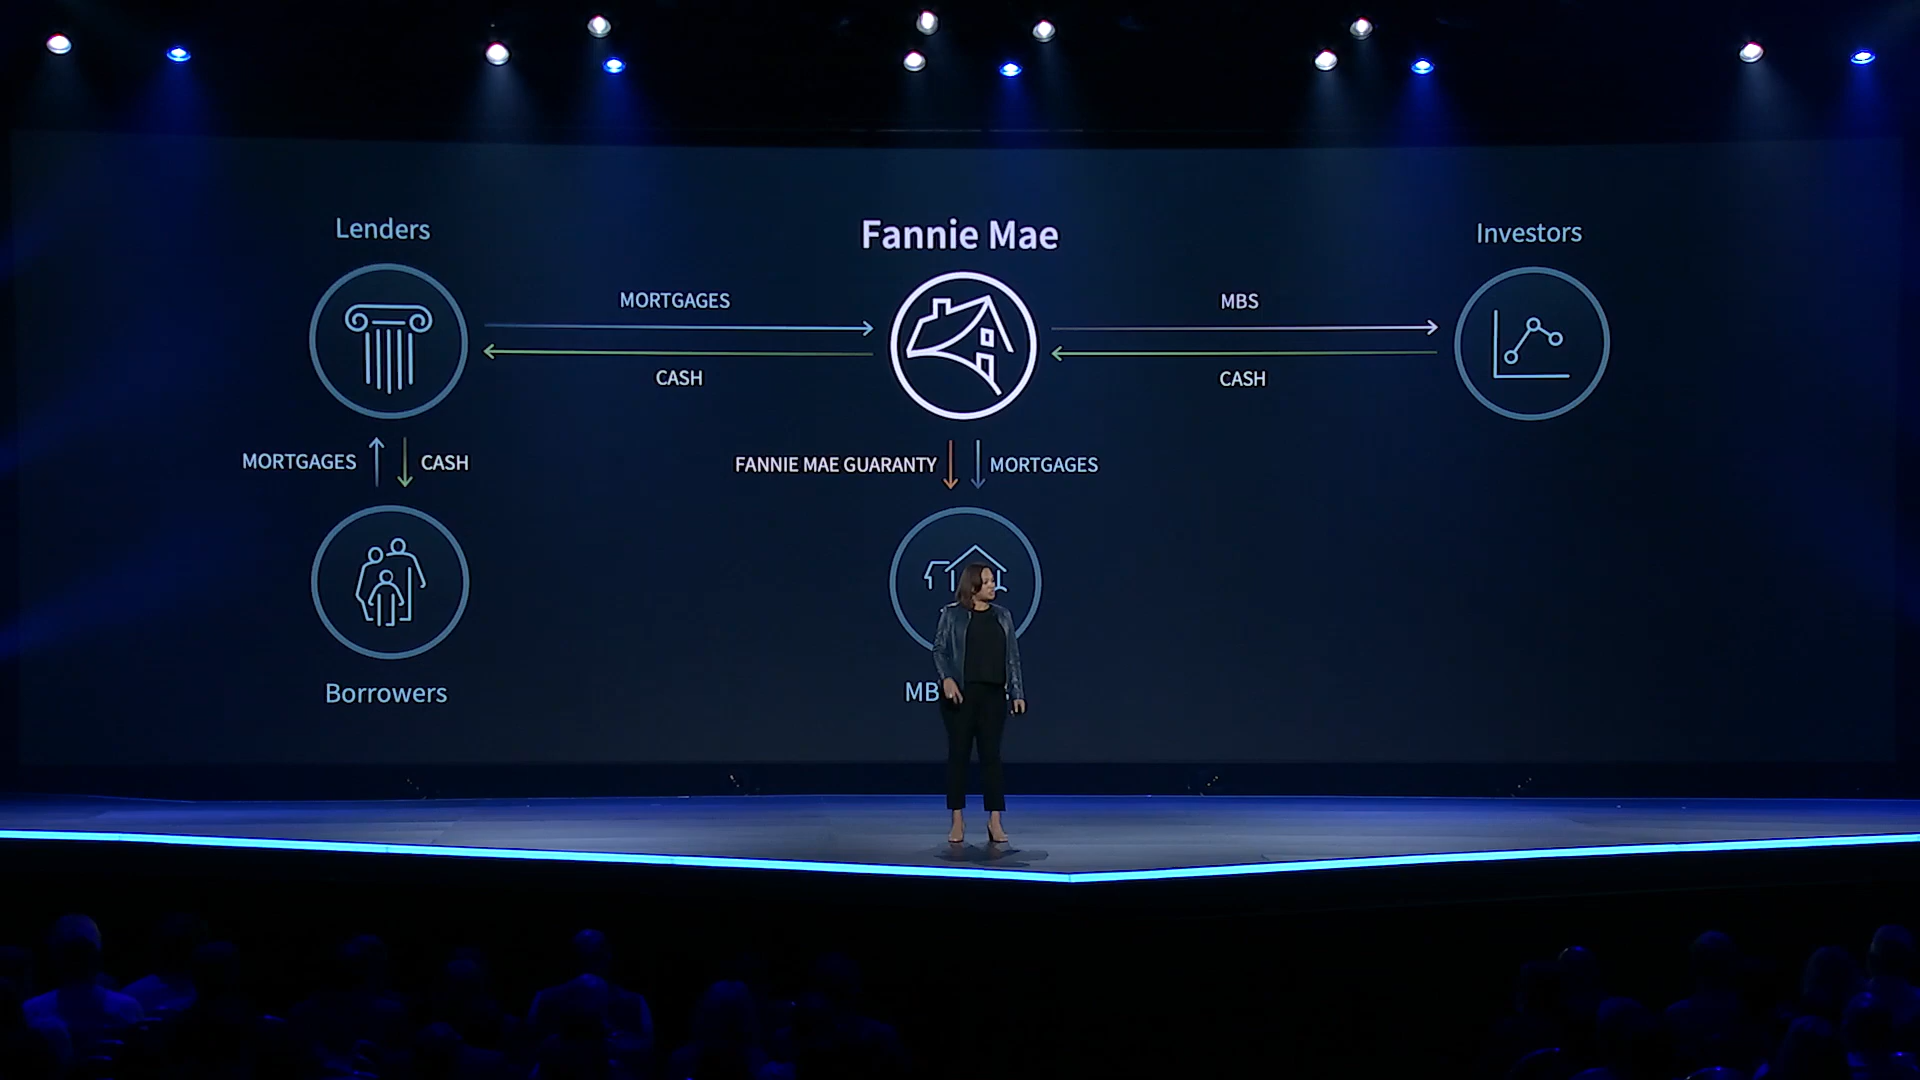 Lenders
Fannie Mae
Investors
MORTGAGES
MBS
CASH
CASH
MORTGAGES
CASH
FANNIE MAE GUARANTY
MORTGAGES
Borrowers
MB